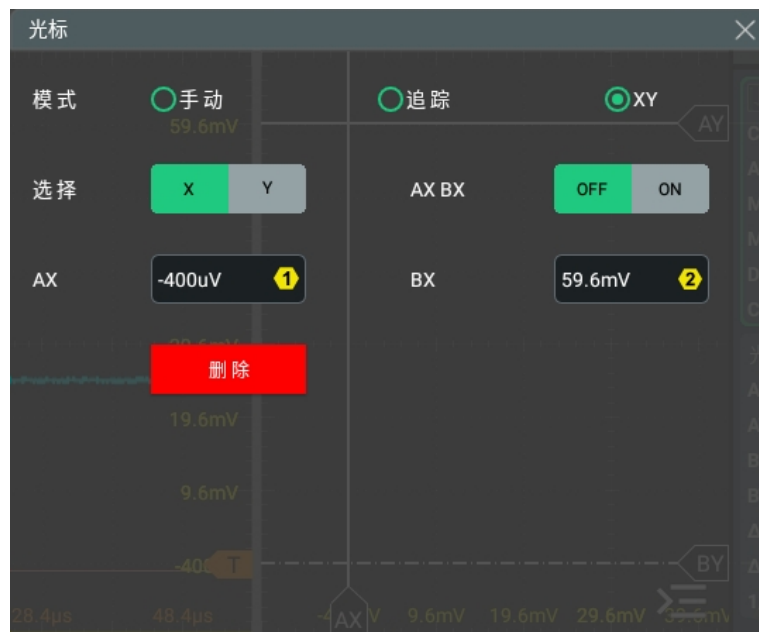 光标
模式 手动 追踪 XY
59.6mV AY
选择 X Y AX BX OFF ON
AX -400uV 1 BX 59.6mV 2
删除
19.6mV
9.6mV
T BY
28.4μs 48.4μs AX 9.6mV 19.6mV 29.6mV 39.6mV